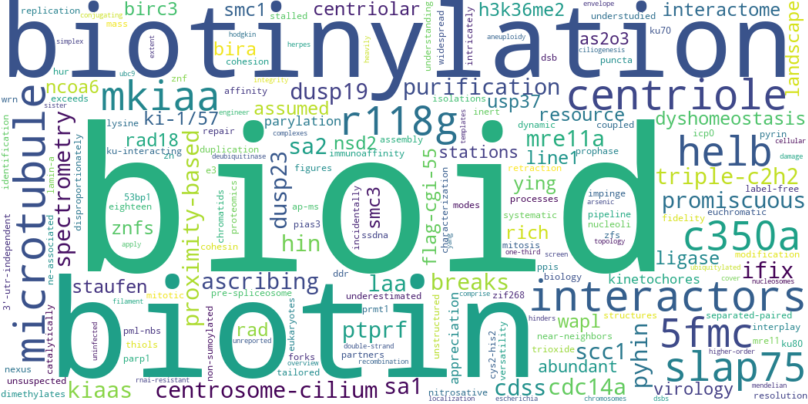 replication stalled birc3 smc1 centriolar h3k36me2 interactome envelope understudied ku70
conjugating mass
biotinylation
simplex extent hodgkin herpes heavily understanding widespread intricately as2o3 aneuploidy ciliogenesis puncta landscape
bira cohesion dsb
hur ncoa6 znf ubc9 affinity dusp19 purification integrity engineer
wrn exceeds mkiaa assumed r118g usp37 isolations inert centriole
sister lysine ki-1/57 parylation resource dynamic coupled dyshomeostasis
identification lamin-a spectrometry disproportionately ku-interacting repair rad18 zn duplication sa2 nsd2 assembly immunoaffinity mre11a prophase icp0 pyrin cellular
microtubule e3 deubiquitinase complexes stations templates line1 helb damage
53bp1 chromatids proteomics figures flag-cgi-55 characterization retraction label-free
eighteen proximity-based dusp23 ap-ms modes ying processes impinge arsenic triple-c2h2
znfs bioid incidentally smc3 systematic pipeline euchromatic promiscuous
apply cohesin pias3 ssdna rich nucleoli fidelity modification
3'-utr-independent ne-associated hin ddr chang mitosis zfs topology c350a
staufen ascribing laa breaks biology one-third screen ubiquitylated
catalytically filament mitotic pre-spliceosome underestimated ligase ifix
uninfected rad eukaryotes prmt1 unstructured appreciation near-neighbors ppis kinetochores cover nucleosomes
pml-nbs biotin non-sumoylated unreported ptprf double-strand zif268 interactors
nexus thiols forks partners comprise wapl structures separated-paired
unsuspected parp1 overview recombination hinders cys2-his2 versatility scc1 trioxide 5fmc interplay mre11 ku80
kiaas rnai-resistant tailored sa1 nitrosative abundant pyhin slap75 higher-order mendelian
dimethylates centrosome-cilium localization cdss escherichia cdc14a chromosomes dsbs virology resolution